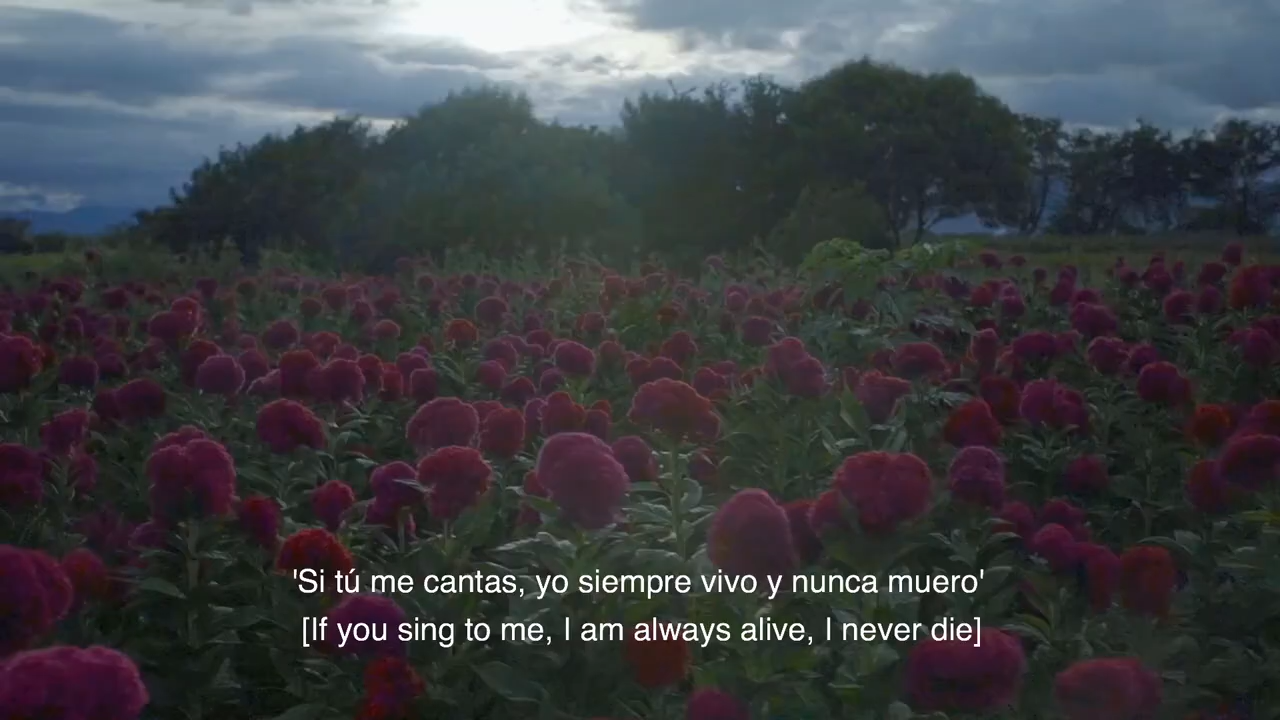 'Si tú me cantas, yo siempre vivo y nunca muero'
[If you sing to me, I am always alive, I never die]